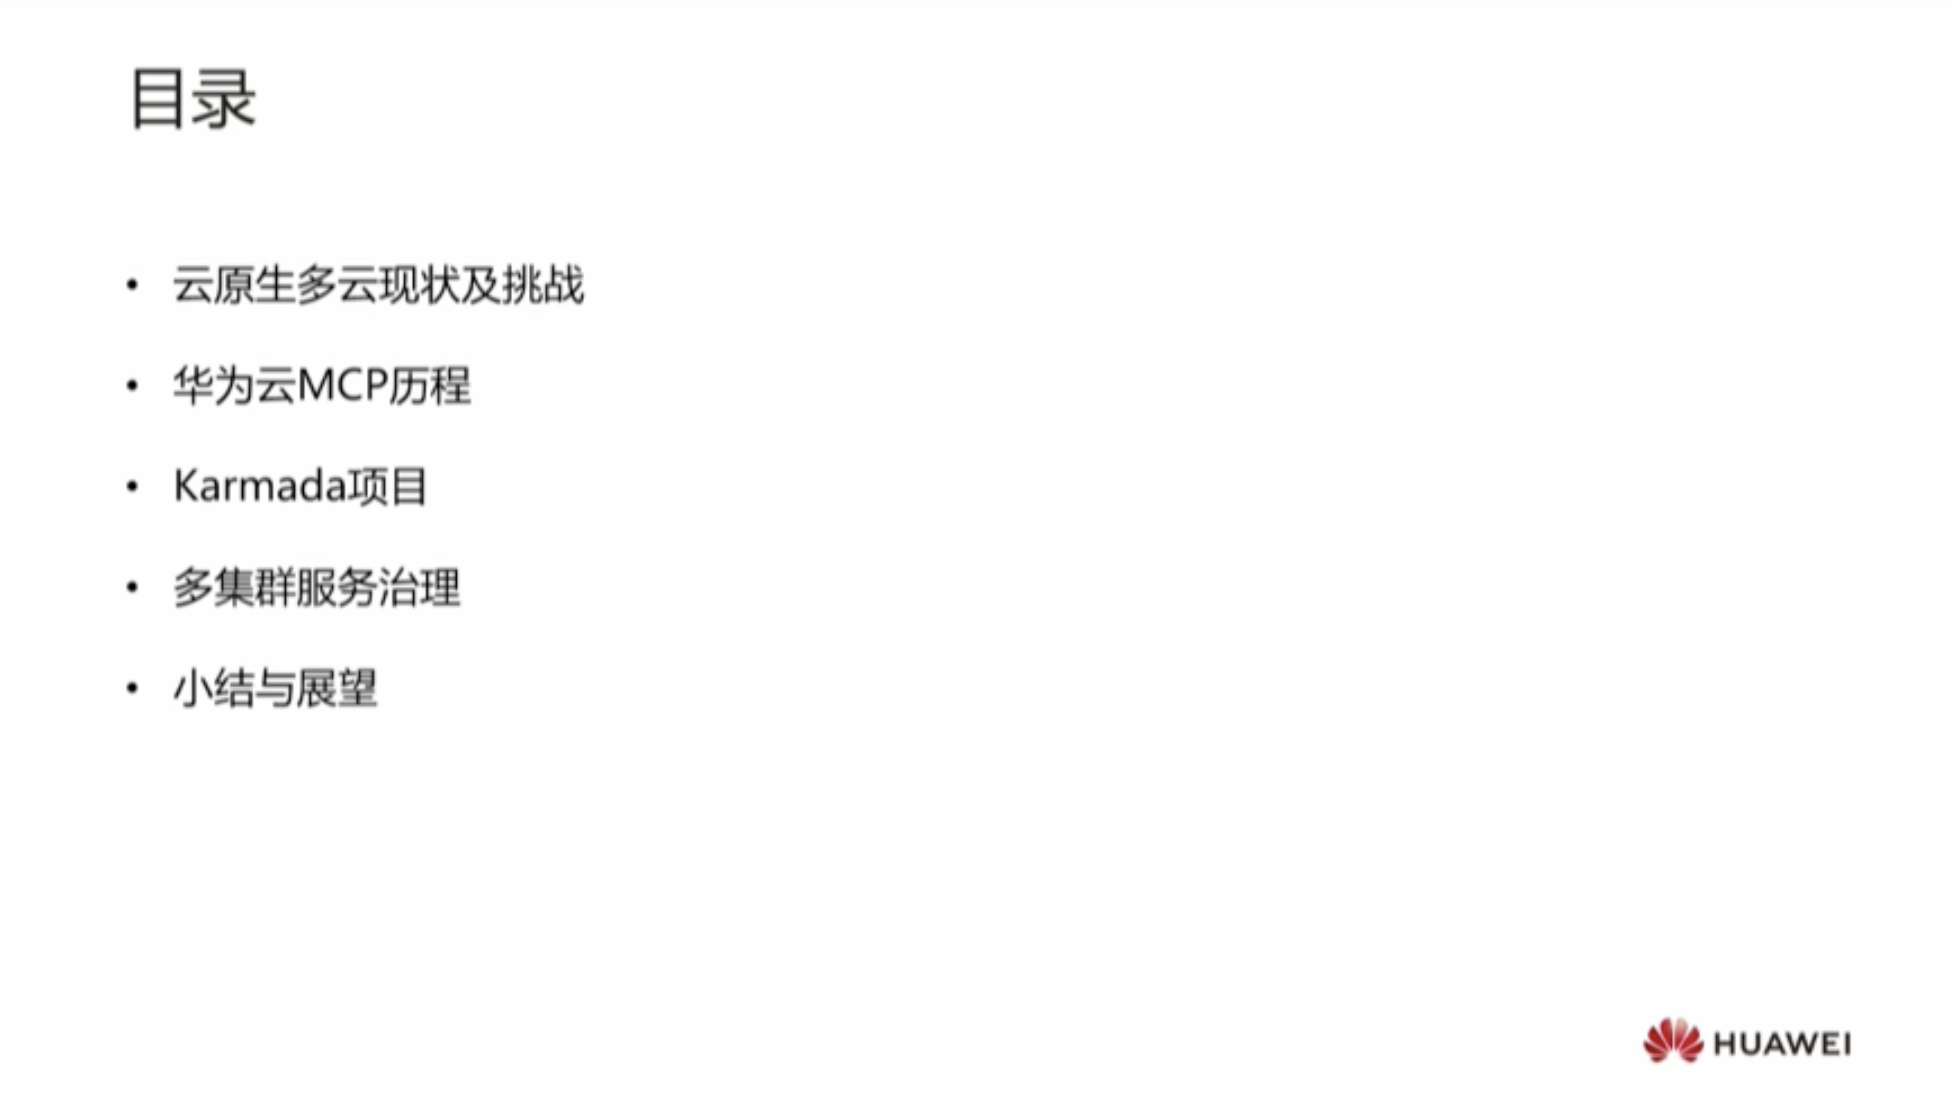 目录
• 云原生多云现状及挑战
• 华为云MCP历程
• Karmada项目
• 多集群服务治理
• 小结与展望
HUAWEI